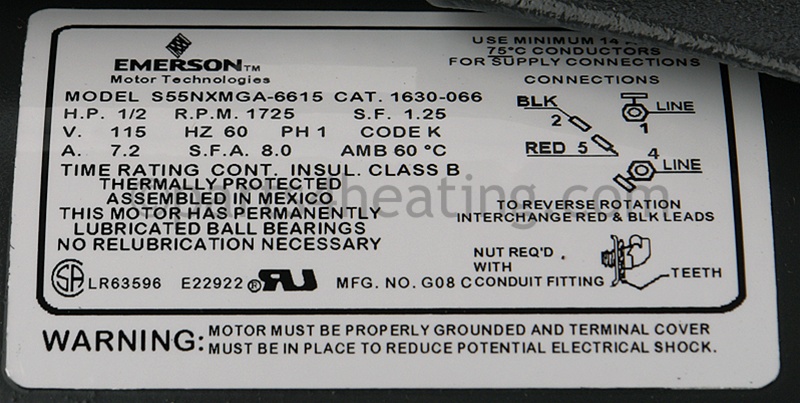 EMERSON™
Motor Technologies
MODEL S55NXMGA-6615 CAT. 1630-066
H.P. 1/2 R.P.M. 1725 S.F. 1.25
V. 115 HZ 60 PH 1 CODE K
A. 7.2 S.F.A. 8.0 AMB 60 °C
TIME RATING CONT. INSUL. CLASS B
THERMALLY PROTECTED
ASSEMBLED IN MEXICO
THIS MOTOR HAS PERMANENTLY
LUBRICATED BALL BEARINGS
NO RELUBRICATION NECESSARY
LR63596 E22922 ® MFG. NO. G08 C
USE MINIMUM 14
75°C CONDUCTORS
FOR SUPPLY CONNECTIONS
CONNECTIONS
BLK
2
LINE
1
RED 5
4
LINE
TO REVERSE ROTATION
INTERCHANGE RED & BLK LEADS
NUT REQ'D
WITH
CONDUIT FITTING
TEETH
WARNING: MOTOR MUST BE PROPERLY GROUNDED AND TERMINAL COVER
MUST BE IN PLACE TO REDUCE POTENTIAL ELECTRICAL SHOCK.